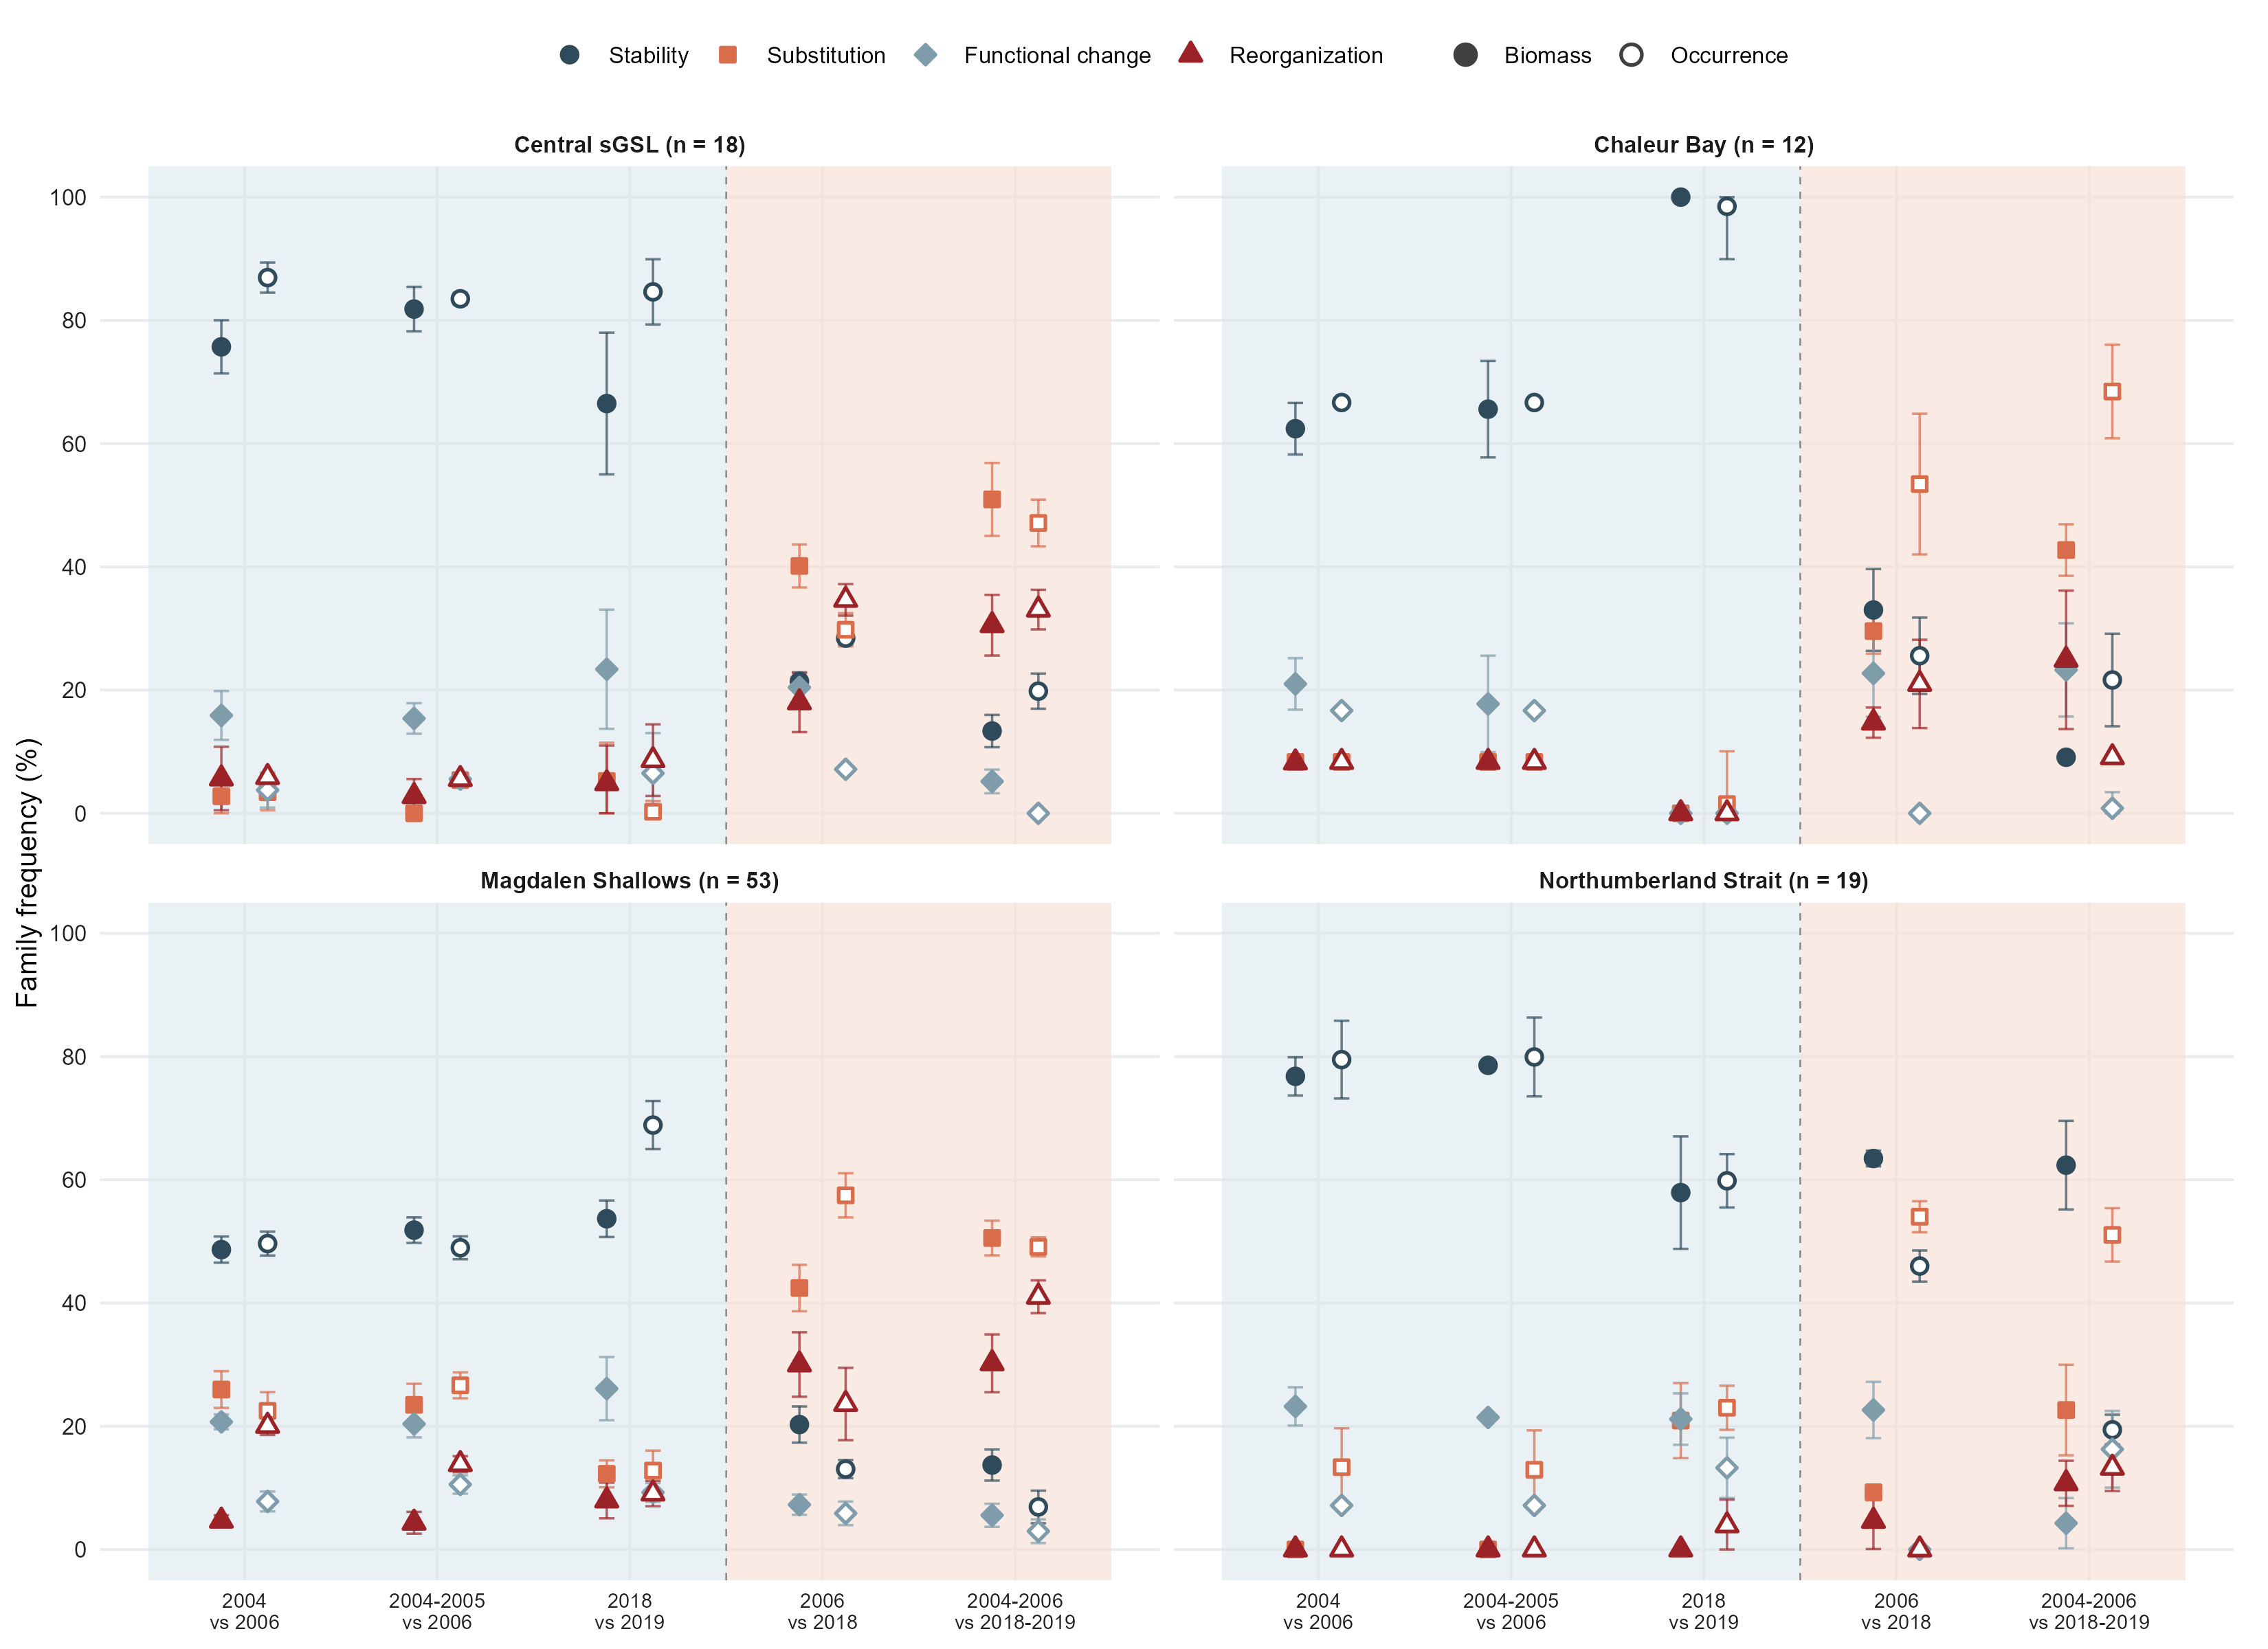 Stability Substitution Functional change Reorganization Biomass Occurrence
Central sGSL (n = 18)
Chaleur Bay (n = 12)
100
80
60
40
20
0
Magdalen Shallows (n = 53)
Northumberland Strait (n = 19)
Family frequency (%)
100
80
60
40
20
0
2004
vs 2006
2004-2005
vs 2006
2018
vs 2019
2006
vs 2018
2004-2006
vs 2018-2019
2004
vs 2006
2004-2005
vs 2006
2018
vs 2019
2006
vs 2018
2004-2006
vs 2018-2019